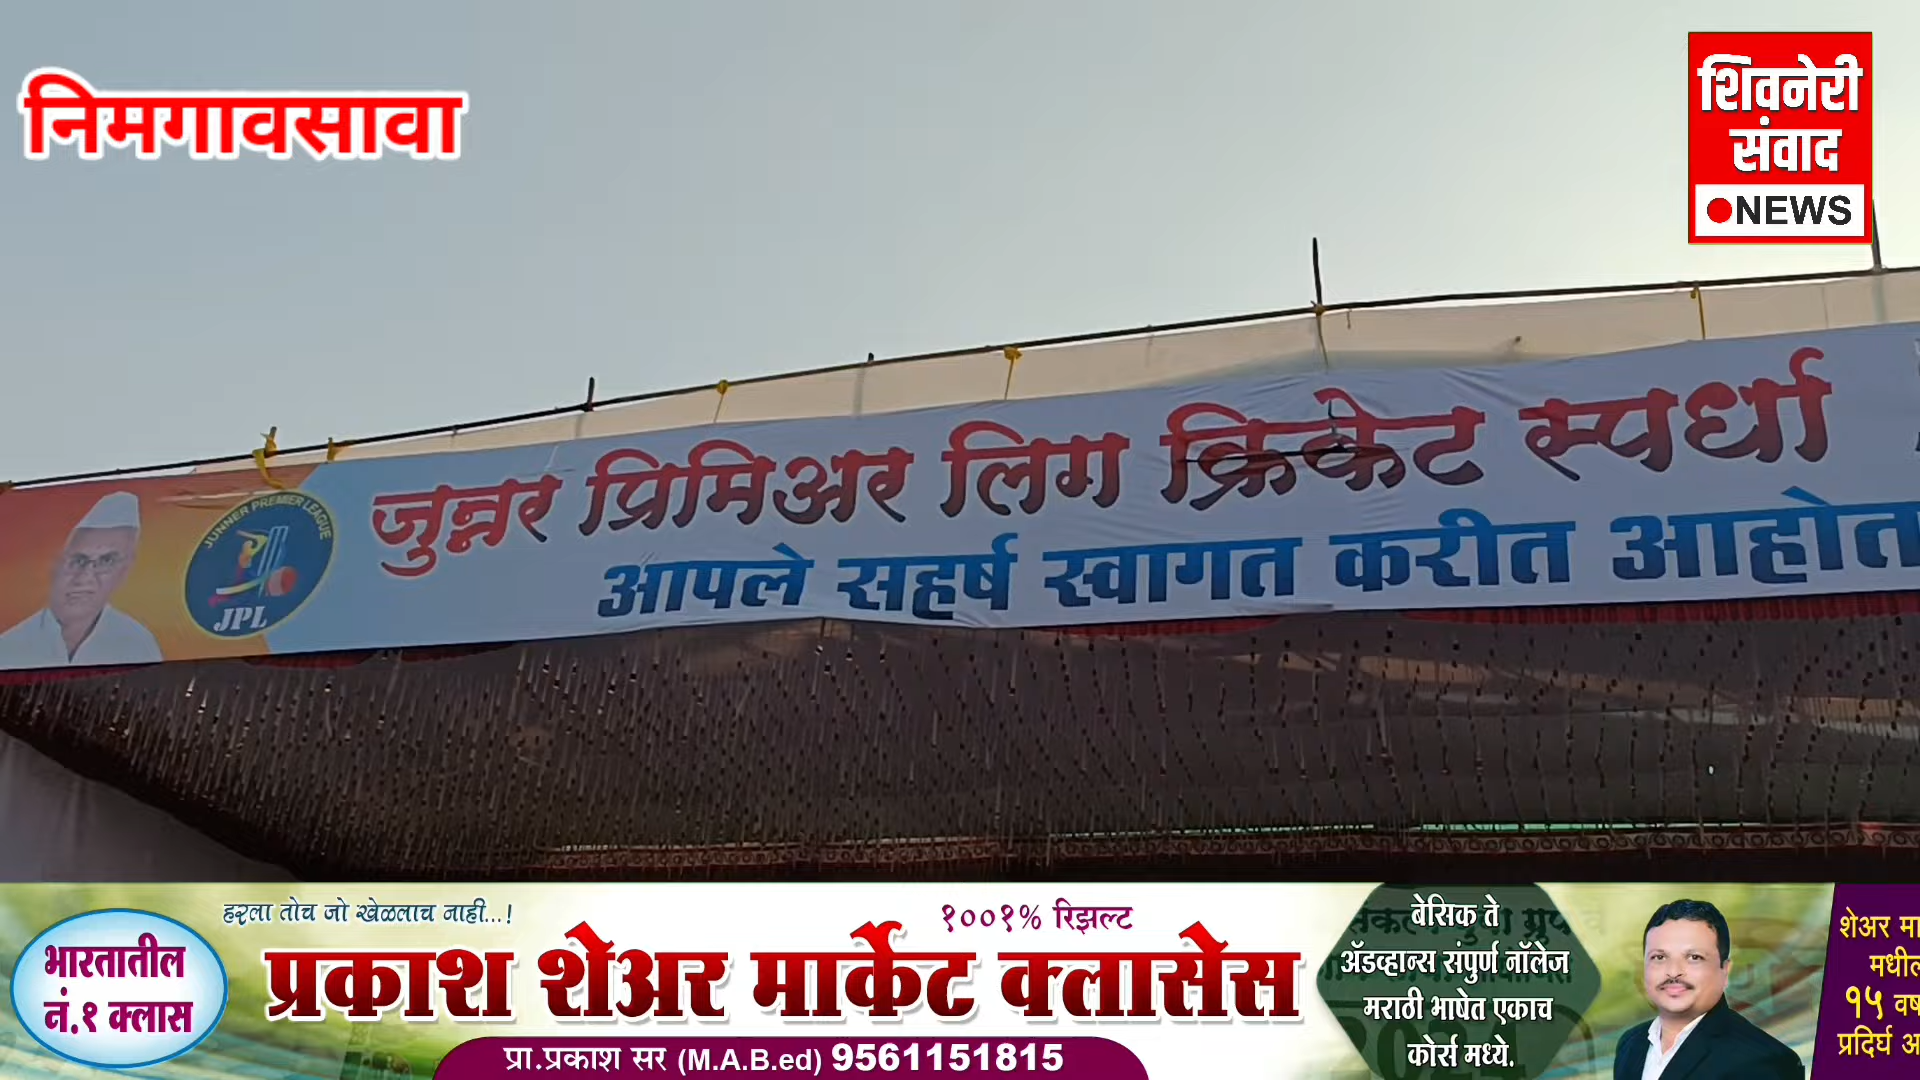 निमगावसावा
शिवनेरी
संवाद
NEWS
JUNNER PREMIER LEAGUE
JPL
जुन्नर प्रिमिअर लिग क्रिकेट स्पर्धा
आपले सहर्ष स्वागत करीत आहोत
भारतातील
नं.१ क्लास
हरला तोच जो खेळलाच नाही...!
१००१% रिझल्ट
प्रकाश शेअर मार्केट क्लासेस
प्रा.प्रकाश सर (M.A.B.ed) 9561151815
बेसिक ते
ॲडव्हान्स संपुर्ण नॉलेज
मराठी भाषेत एकाच
कोर्स मध्ये.
शेअर मा
मधील
१५ वर्ष
प्रदिर्घ अ